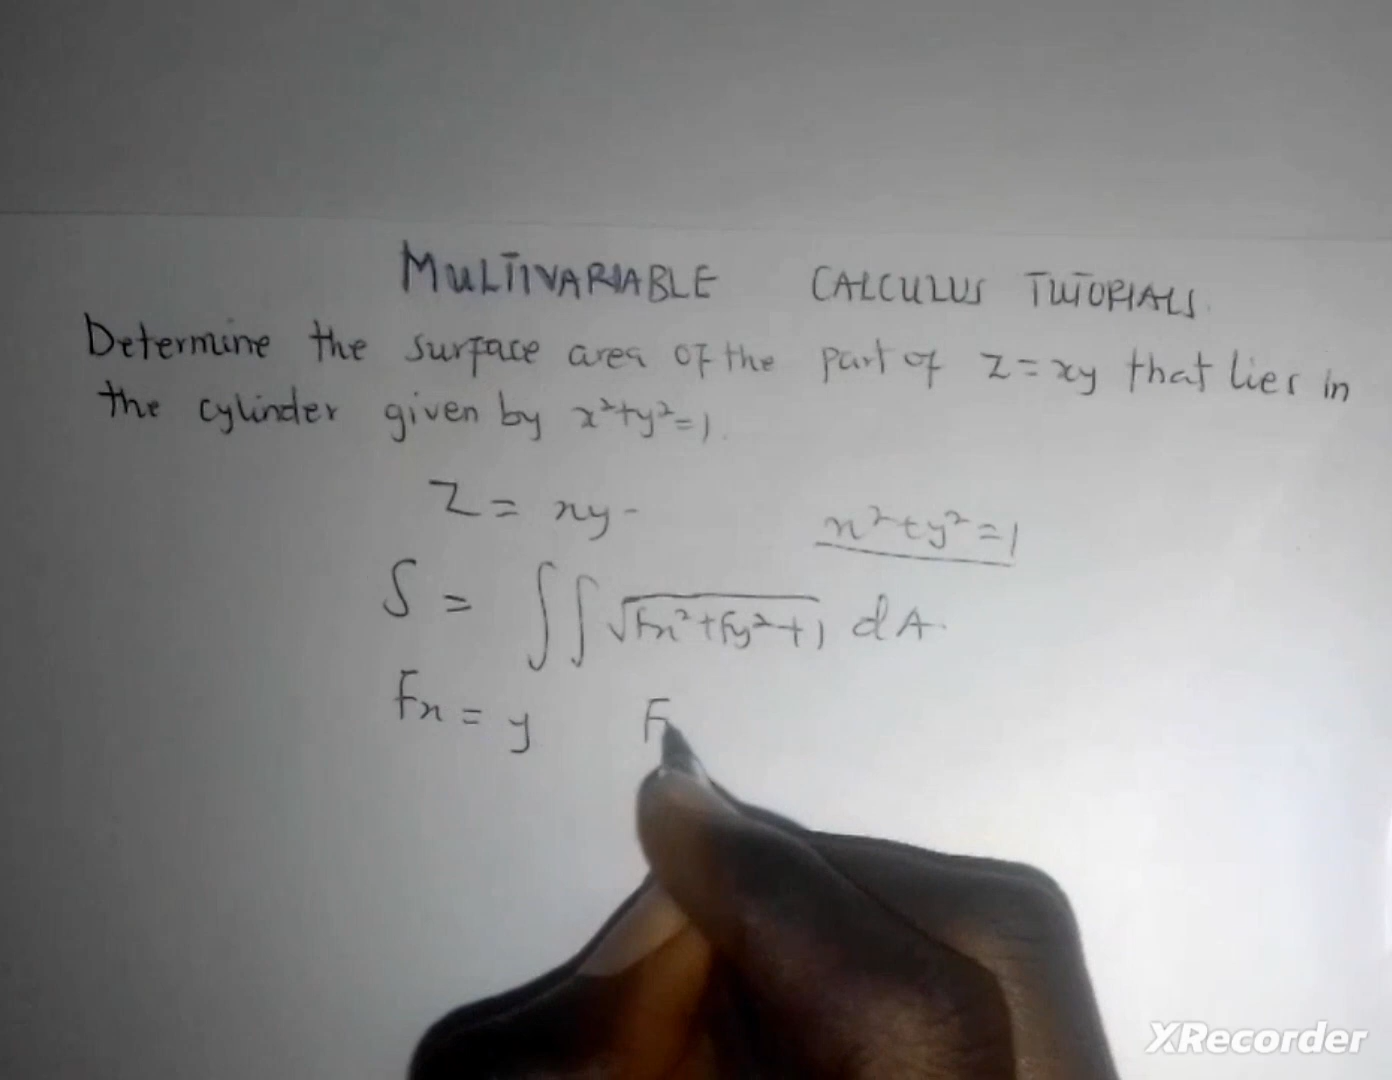 MULTIVARIABLE CALCULUS TUTORIALS.
Determine the surface area of the part of z=xy that lies in
the cylinder given by x²+y²=1.
Z = xy
x²+y²=1
S = ∫∫ √Fx²+Fy²+1 dA.
Fx = y F
XRecorder